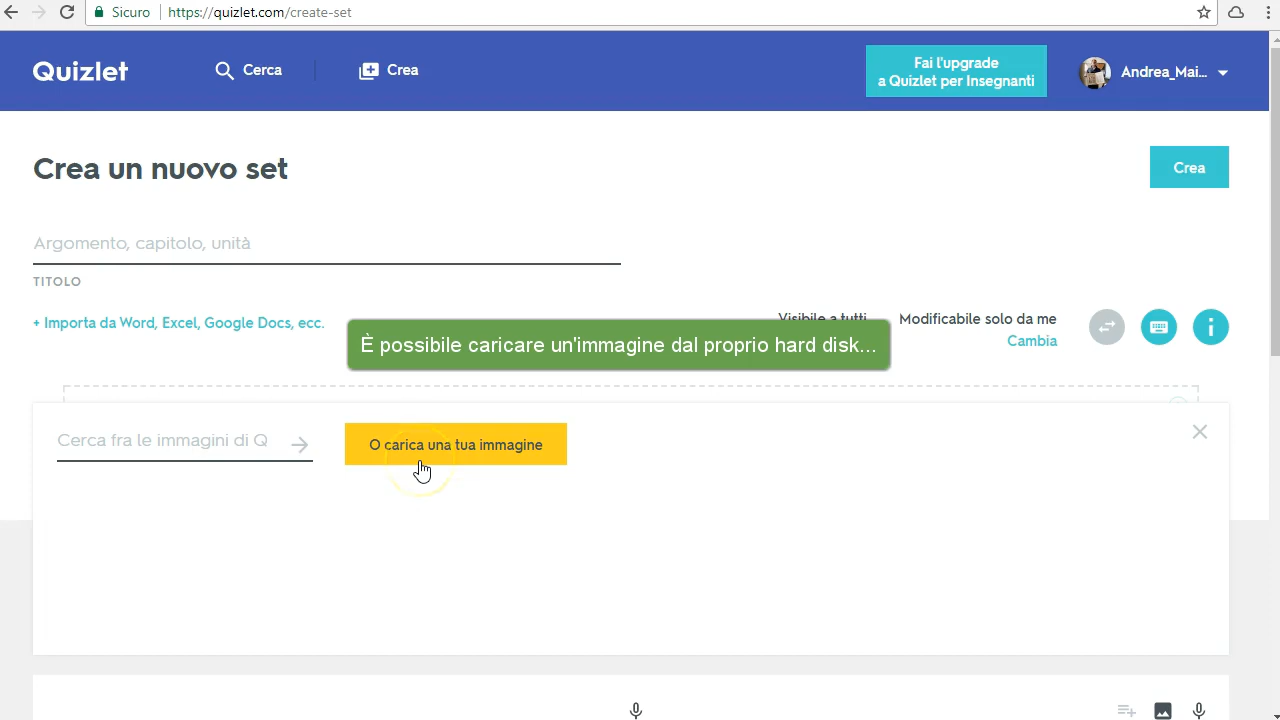 Sicuro https://quizlet.com/create-set
Quizlet
Cerca
Crea
Fai l'upgrade
a Quizlet per Insegnanti
Andrea_Mai...
Crea un nuovo set
Crea
Argomento, capitolo, unità
TITOLO
+ Importa da Word, Excel, Google Docs, ecc.
Visibile a tutti
Modificabile solo da me
Cambia
È possibile caricare un'immagine dal proprio hard disk...
Cerca fra le immagini di Q
O carica una tua immagine